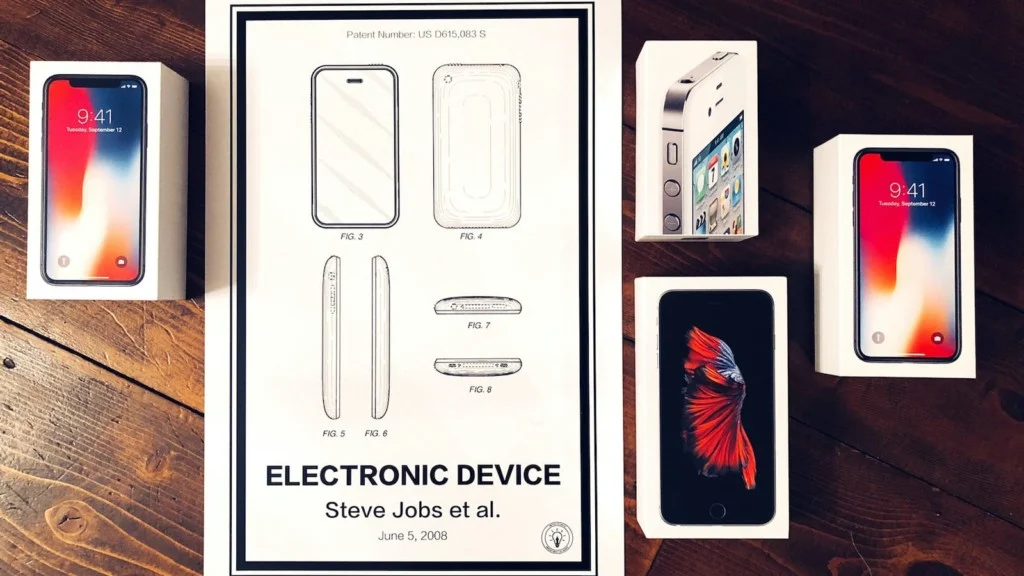 Patent Number: US D615,083 S
FIG. 3
FIG. 4
FIG. 5
FIG. 6
FIG. 7
FIG. 8
ELECTRONIC DEVICE
Steve Jobs et al.
June 5, 2008
9:41
Tuesday, September 12
9:41
Tuesday, September 12